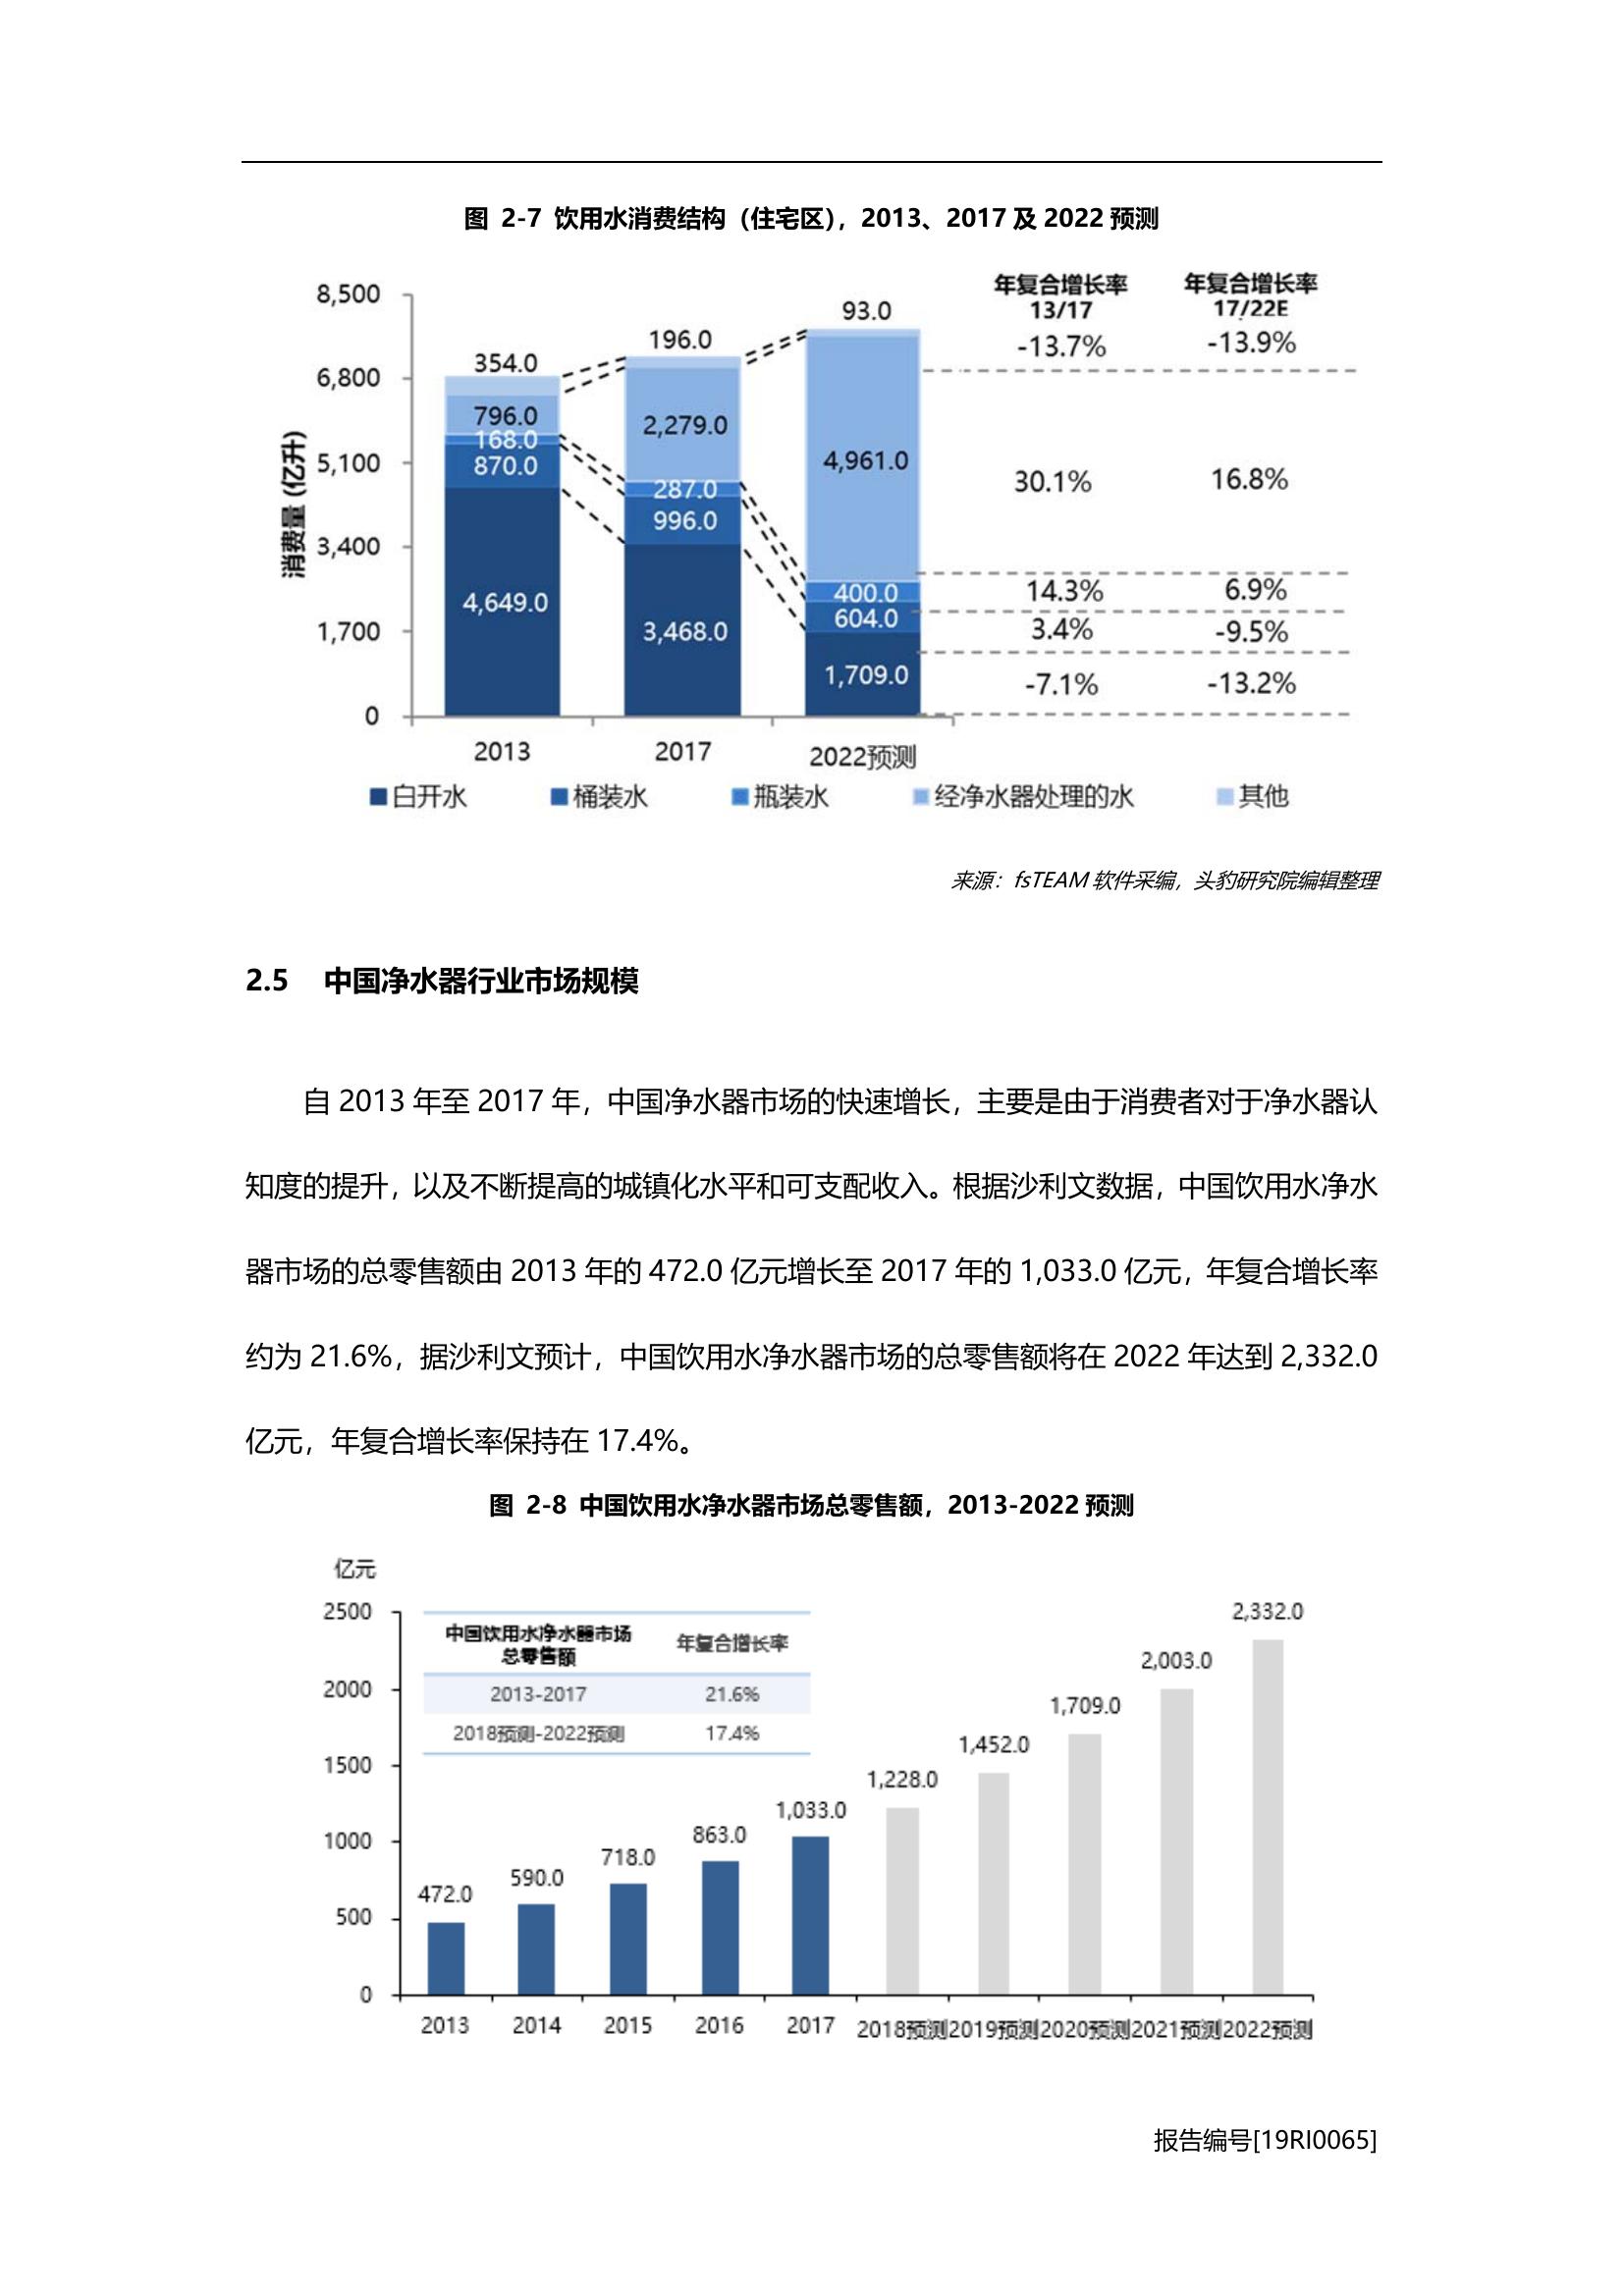 图 2-7 饮用水消费结构（住宅区），2013、2017 及 2022 预测
年复合增长率 年复合增长率
13/17 17/22E
8,500
93.0
196.0
-13.7% -13.9%
354.0
6,800
796.0
2,279.0
168.0
4,961.0
5,100
870.0
30.1% 16.8%
287.0
996.0
消费量 (亿升)
3,400
14.3% 6.9%
400.0
4,649.0
604.0
3.4% -9.5%
1,700
3,468.0
1,709.0
-7.1% -13.2%
0
2013 2017 2022预测
白开水 桶装水 瓶装水 经净水器处理的水 其他
来源：fsTEAM 软件采编，头豹研究院编辑整理
2.5 中国净水器行业市场规模
自 2013 年至 2017 年，中国净水器市场的快速增长，主要是由于消费者对于净水器认
知度的提升，以及不断提高的城镇化水平和可支配收入。根据沙利文数据，中国饮用水净水
器市场的总零售额由 2013 年的 472.0 亿元增长至 2017 年的 1,033.0 亿元，年复合增长率
约为 21.6%，据沙利文预计，中国饮用水净水器市场的总零售额将在 2022 年达到 2,332.0
亿元，年复合增长率保持在 17.4%。
图 2-8 中国饮用水净水器市场总零售额，2013-2022 预测
亿元
2500
2,332.0
中国饮用水净水器市场
总零售额
年复合增长率
2,003.0
2000
2013-2017 21.6%
1,709.0
2018预测-2022预测 17.4%
1,452.0
1500
1,228.0
1,033.0
1000
863.0
718.0
590.0
472.0
500
0
2013 2014 2015 2016 2017 2018预测 2019预测 2020预测 2021预测 2022预测
报告编号[19RI0065]